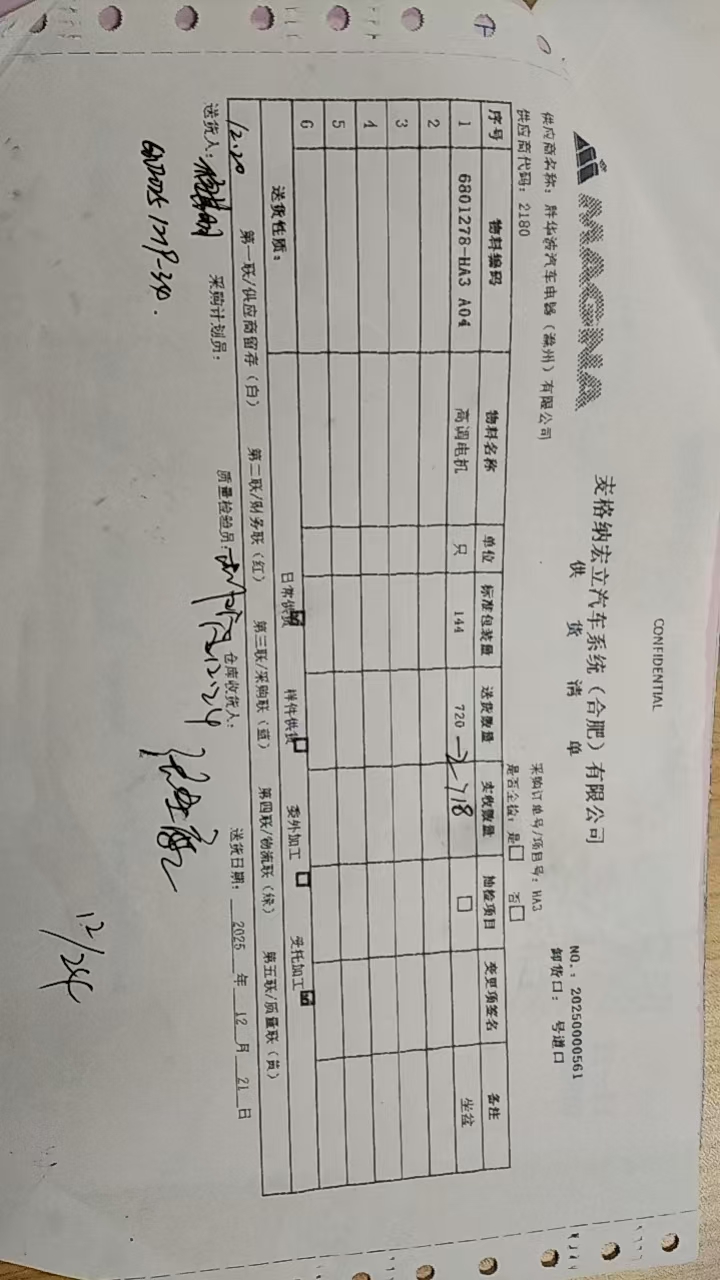 CONFIDENTIAL
MAGNA
麦格纳宏立汽车系统（合肥）有限公司
供货清单
NO.: 20250000561
供应商名称: 胜华波汽车电器（滁州）有限公司
采购订单号/项目号: HA3
卸货口: 号道口
供应商代码: 2180
是否全检: 是□ 否□
序号 物料编码 物料名称 单位 标准包装量 送货数量 实收数量 抽检项目 变更项签名 备注
1 6801278-HA3 A04 高调电机 只 144 720 718 □ 坐盆
2
3
4
5
6
送货性质: 日常供货☑ 样件供货□ 委外加工□ 受托加工☑
第一联/供应商留存（白） 第二联/财务联（红） 第三联/采购联（蓝） 第四联/物流联（绿） 第五联/质量联（黄）
12.20
送货人: 采购计划员: 质量检验员: 12.24 仓库收货人: 送货日期: 2025 年 12 月 21 日
12/24